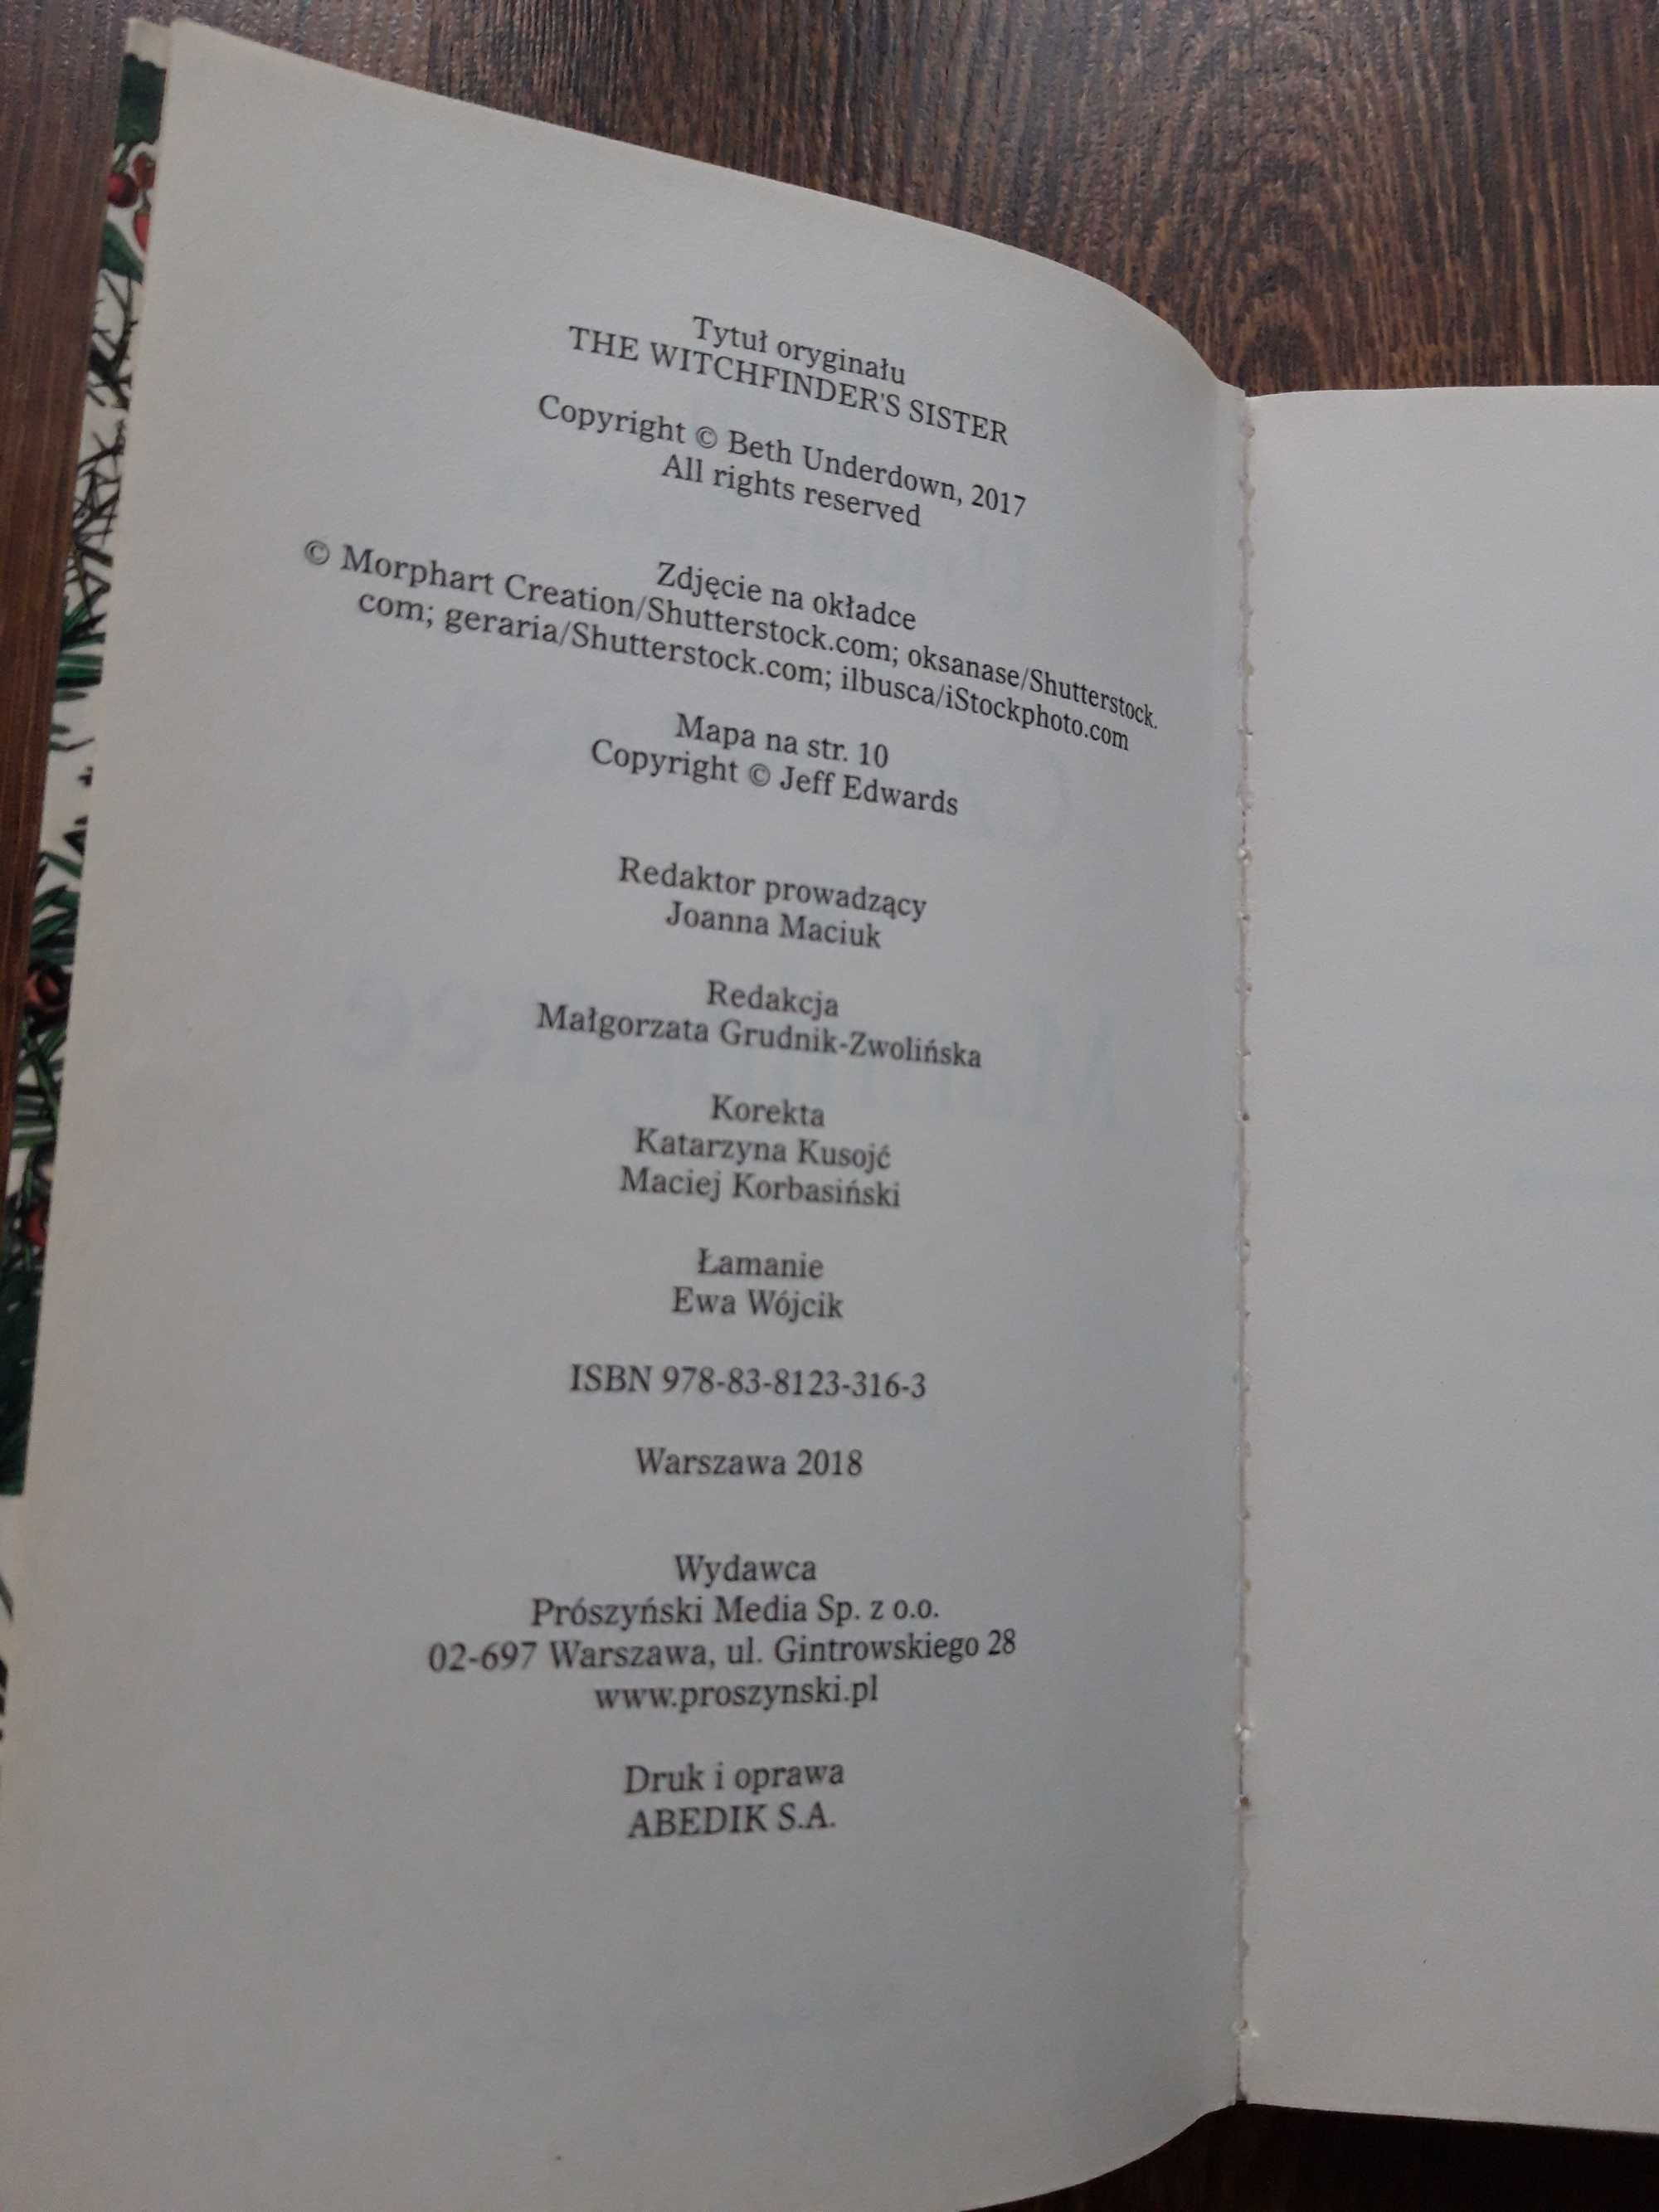 Tytuł oryginału
THE WITCHFINDER'S SISTER
Copyright © Beth Underdown, 2017
All rights reserved
Zdjęcie na okładce
© Morphart Creation/Shutterstock.com; oksanase/Shutterstock.
com; geraria/Shutterstock.com; ilbusca/iStockphoto.com
Mapa na str. 10
Copyright © Jeff Edwards
Redaktor prowadzący
Joanna Maciuk
Redakcja
Małgorzata Grudnik-Zwolińska
Korekta
Katarzyna Kusojć
Maciej Korbasiński
Łamanie
Ewa Wójcik
ISBN 978-83-8123-316-3
Warszawa 2018
Wydawca
Prószyński Media Sp. z o.o.
02-697 Warszawa, ul. Gintrowskiego 28
www.proszynski.pl
Druk i oprawa
ABEDIK S.A.